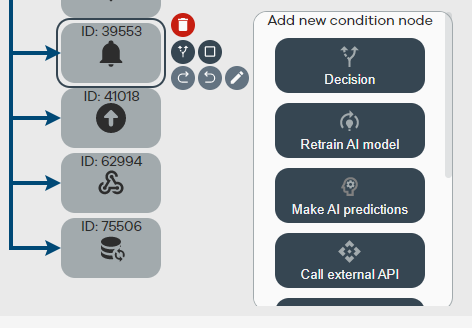 ID: 39553
ID: 41018
ID: 62994
ID: 75506
Add new condition node
Decision
Retrain AI model
Make AI predictions
Call external API